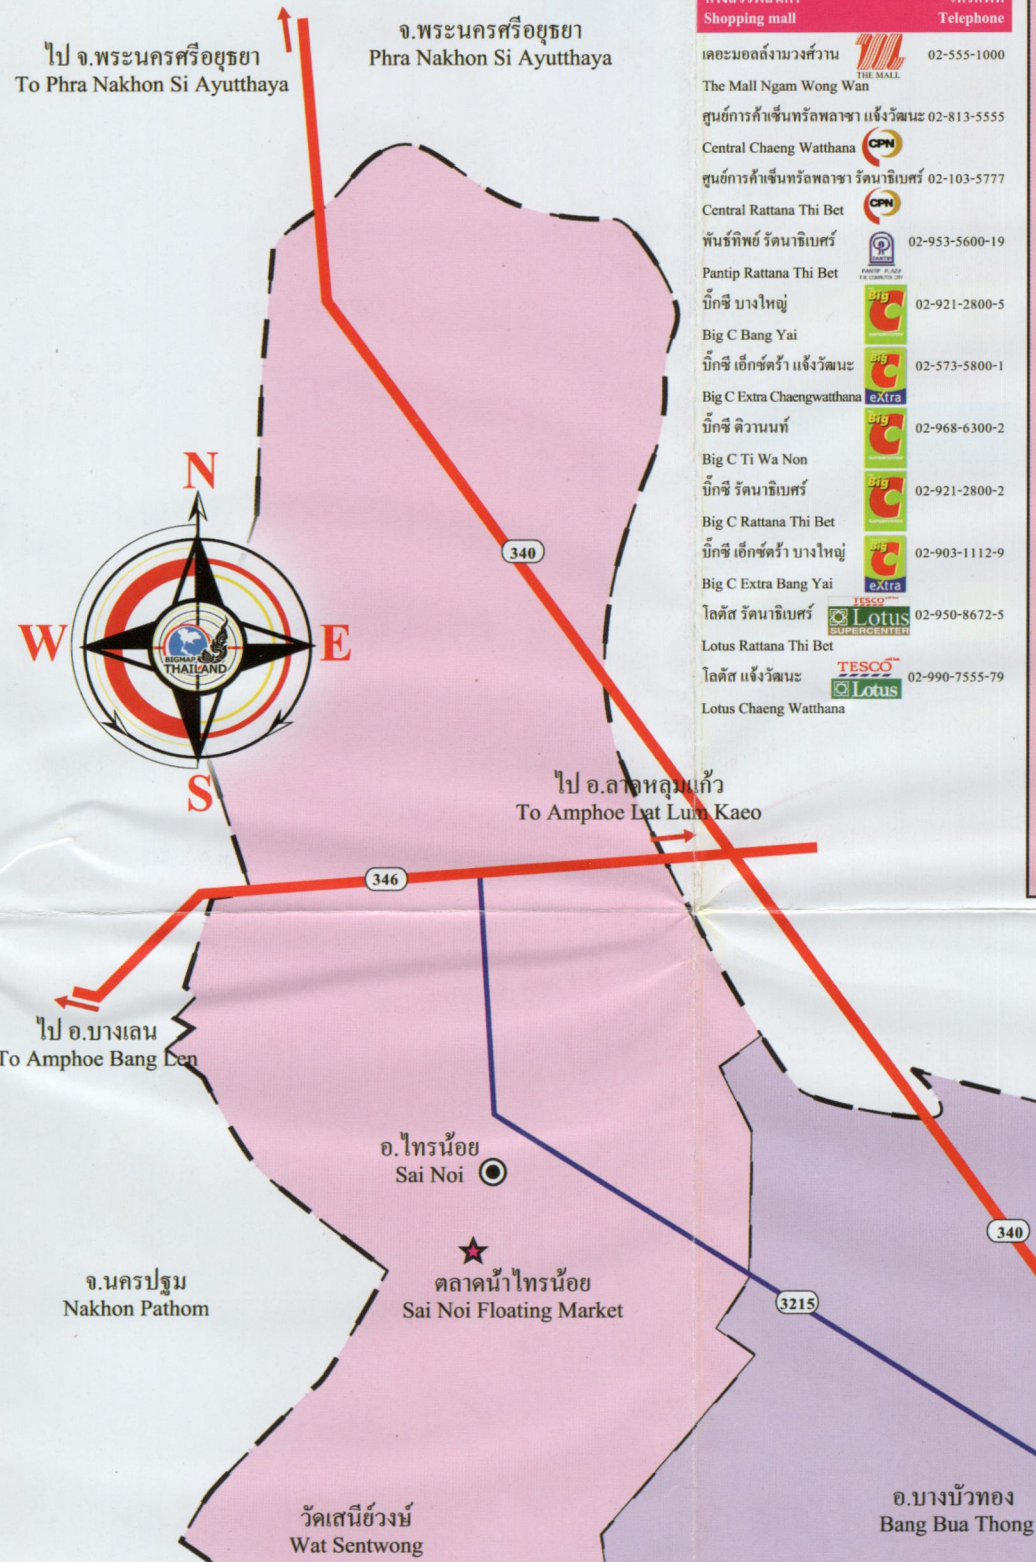 ไป จ.พระนครศรีอยุธยา
To Phra Nakhon Si Ayutthaya
จ.พระนครศรีอยุธยา
Phra Nakhon Si Ayutthaya
Shopping mall Telephone
เดอะมอลล์งามวงศ์วาน THE MALL 02-555-1000
The Mall Ngam Wong Wan
ศูนย์การค้าเซ็นทรัลพลาซา แจ้งวัฒนะ 02-813-5555
Central Chaeng Watthana CPN
ศูนย์การค้าเซ็นทรัลพลาซา รัตนาธิเบศร์ 02-103-5777
Central Rattana Thi Bet CPN
พันธ์ทิพย์ รัตนาธิเบศร์ 02-953-5600-19
Pantip Rattana Thi Bet PANTIP PLAZA
บิ๊กซี บางใหญ่ Big C 02-921-2800-5
Big C Bang Yai
บิ๊กซี เอ็กซ์ตร้า แจ้งวัฒนะ Big C 02-573-5800-1
Big C Extra Chaengwatthana eXtra
บิ๊กซี ติวานนท์ Big C 02-968-6300-2
Big C Ti Wa Non
บิ๊กซี รัตนาธิเบศร์ Big C 02-921-2800-2
Big C Rattana Thi Bet
บิ๊กซี เอ็กซ์ตร้า บางใหญ่ Big C 02-903-1112-9
Big C Extra Bang Yai eXtra
โลตัส รัตนาธิเบศร์ TESCO Lotus SUPERCENTER 02-950-8672-5
Lotus Rattana Thi Bet
โลตัส แจ้งวัฒนะ TESCO Lotus 02-990-7555-79
Lotus Chaeng Watthana
N
W
E
S
BIGMAP
THAILAND
340
ไป อ.ลาดหลุมแก้ว
To Amphoe Lat Lum Kaeo
346
ไป อ.บางเลน
To Amphoe Bang Len
อ.ไทรน้อย
Sai Noi
340
ตลาดน้ำไทรน้อย
Sai Noi Floating Market
จ.นครปฐม
Nakhon Pathom
3215
อ.บางบัวทอง
Bang Bua Thong
วัดเสนีย์วงษ์
Wat Sentwong